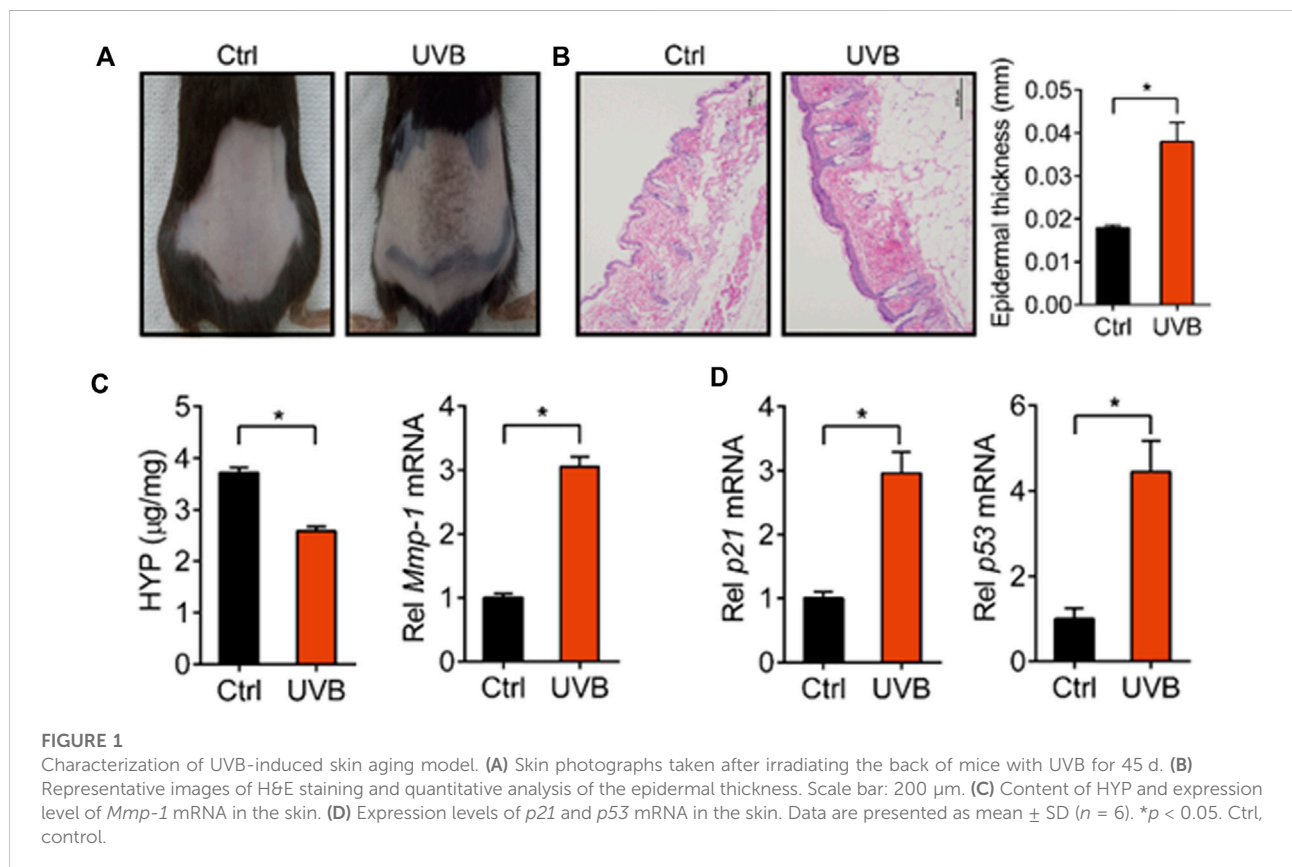 A
Ctrl
UVB
B
Ctrl
UVB
Epidermal thickness (mm)
0.05
0.04
0.03
0.02
0.01
0.00
*
Ctrl
UVB
C
HYP (μg/mg)
5
4
3
2
1
0
*
Ctrl
UVB
Rel Mmp-1 mRNA
4
3
2
1
0
*
Ctrl
UVB
D
Rel p21 mRNA
4
3
2
1
0
*
Ctrl
UVB
Rel p53 mRNA
6
4
2
0
*
Ctrl
UVB
FIGURE 1
Characterization of UVB-induced skin aging model. (A) Skin photographs taken after irradiating the back of mice with UVB for 45 d. (B)
Representative images of H&E staining and quantitative analysis of the epidermal thickness. Scale bar: 200 μm. (C) Content of HYP and expression
level of Mmp-1 mRNA in the skin. (D) Expression levels of p21 and p53 mRNA in the skin. Data are presented as mean ± SD (n = 6). *p < 0.05. Ctrl,
control.